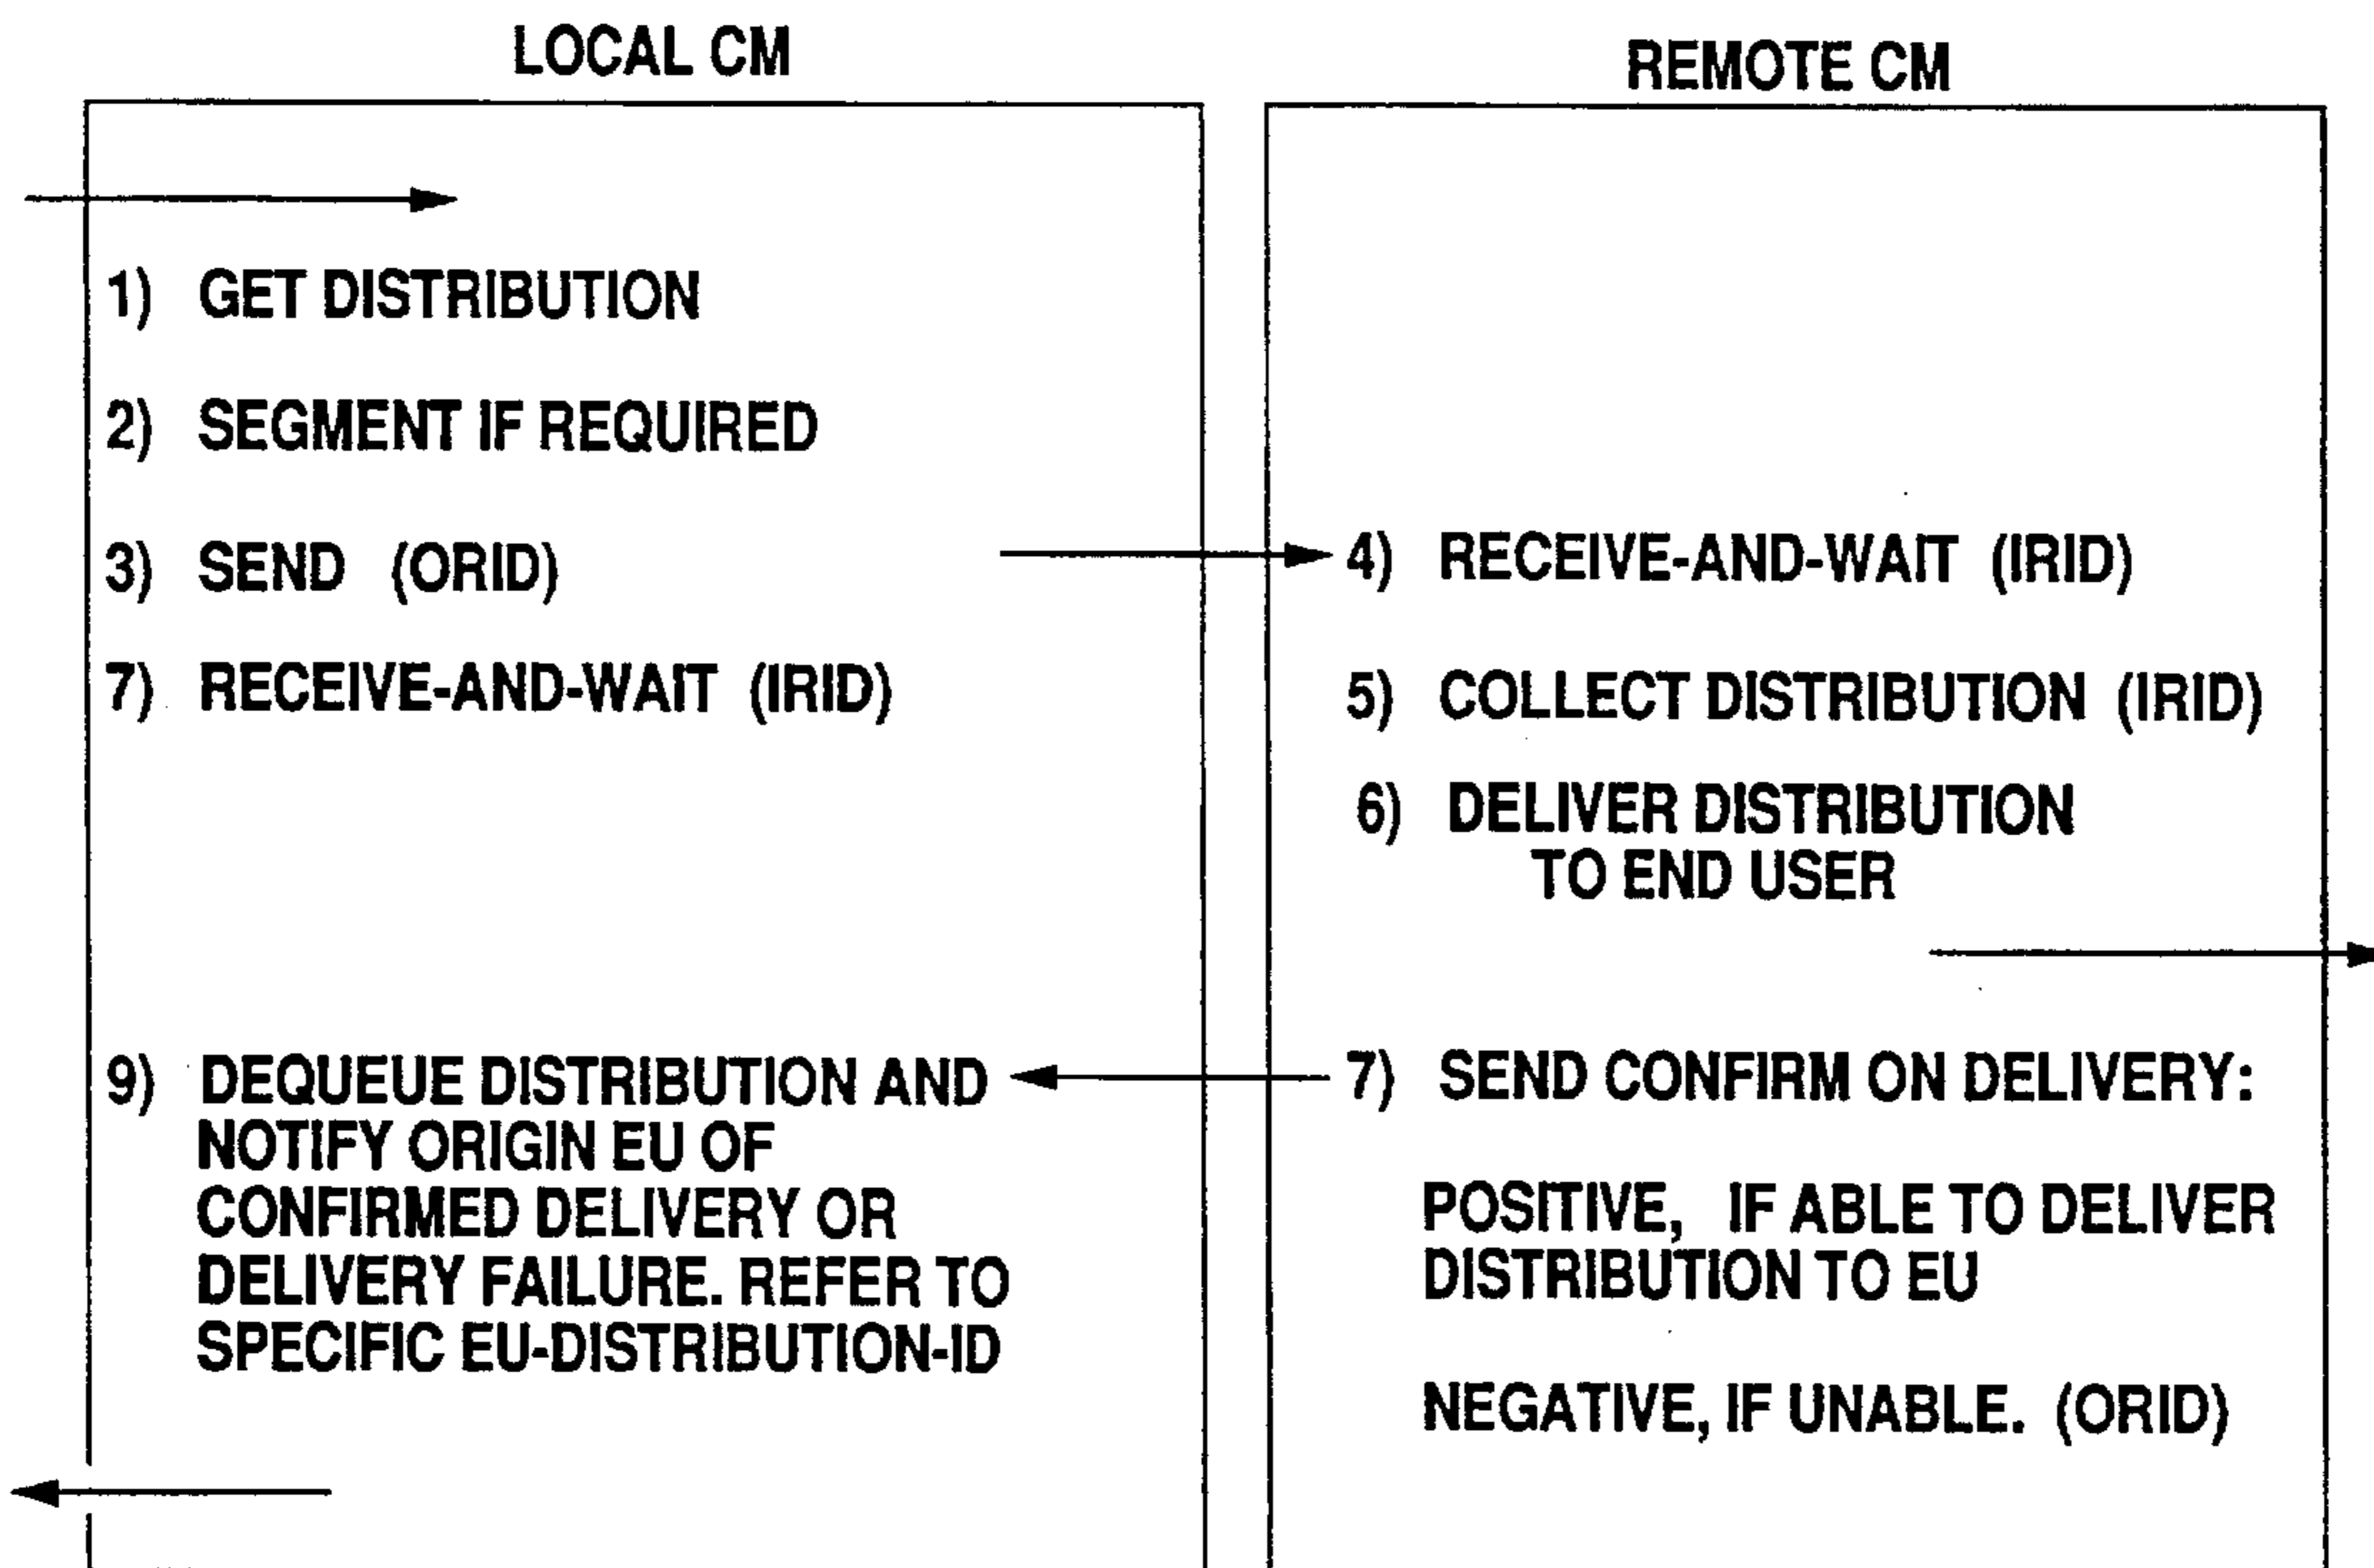 LOCAL CM
1) GET DISTRIBUTION
2) SEGMENT IF REQUIRED
3) SEND (ORID)
7) RECEIVE-AND-WAIT (IRID)
9) DEQUEUE DISTRIBUTION AND
NOTIFY ORIGIN EU OF
CONFIRMED DELIVERY OR
DELIVERY FAILURE. REFER TO
SPECIFIC EU-DISTRIBUTION-ID
REMOTE CM
4) RECEIVE-AND-WAIT (IRID)
5) COLLECT DISTRIBUTION (IRID)
6) DELIVER DISTRIBUTION
TO END USER
7) SEND CONFIRM ON DELIVERY:
POSITIVE, IF ABLE TO DELIVER
DISTRIBUTION TO EU
NEGATIVE, IF UNABLE. (ORID)